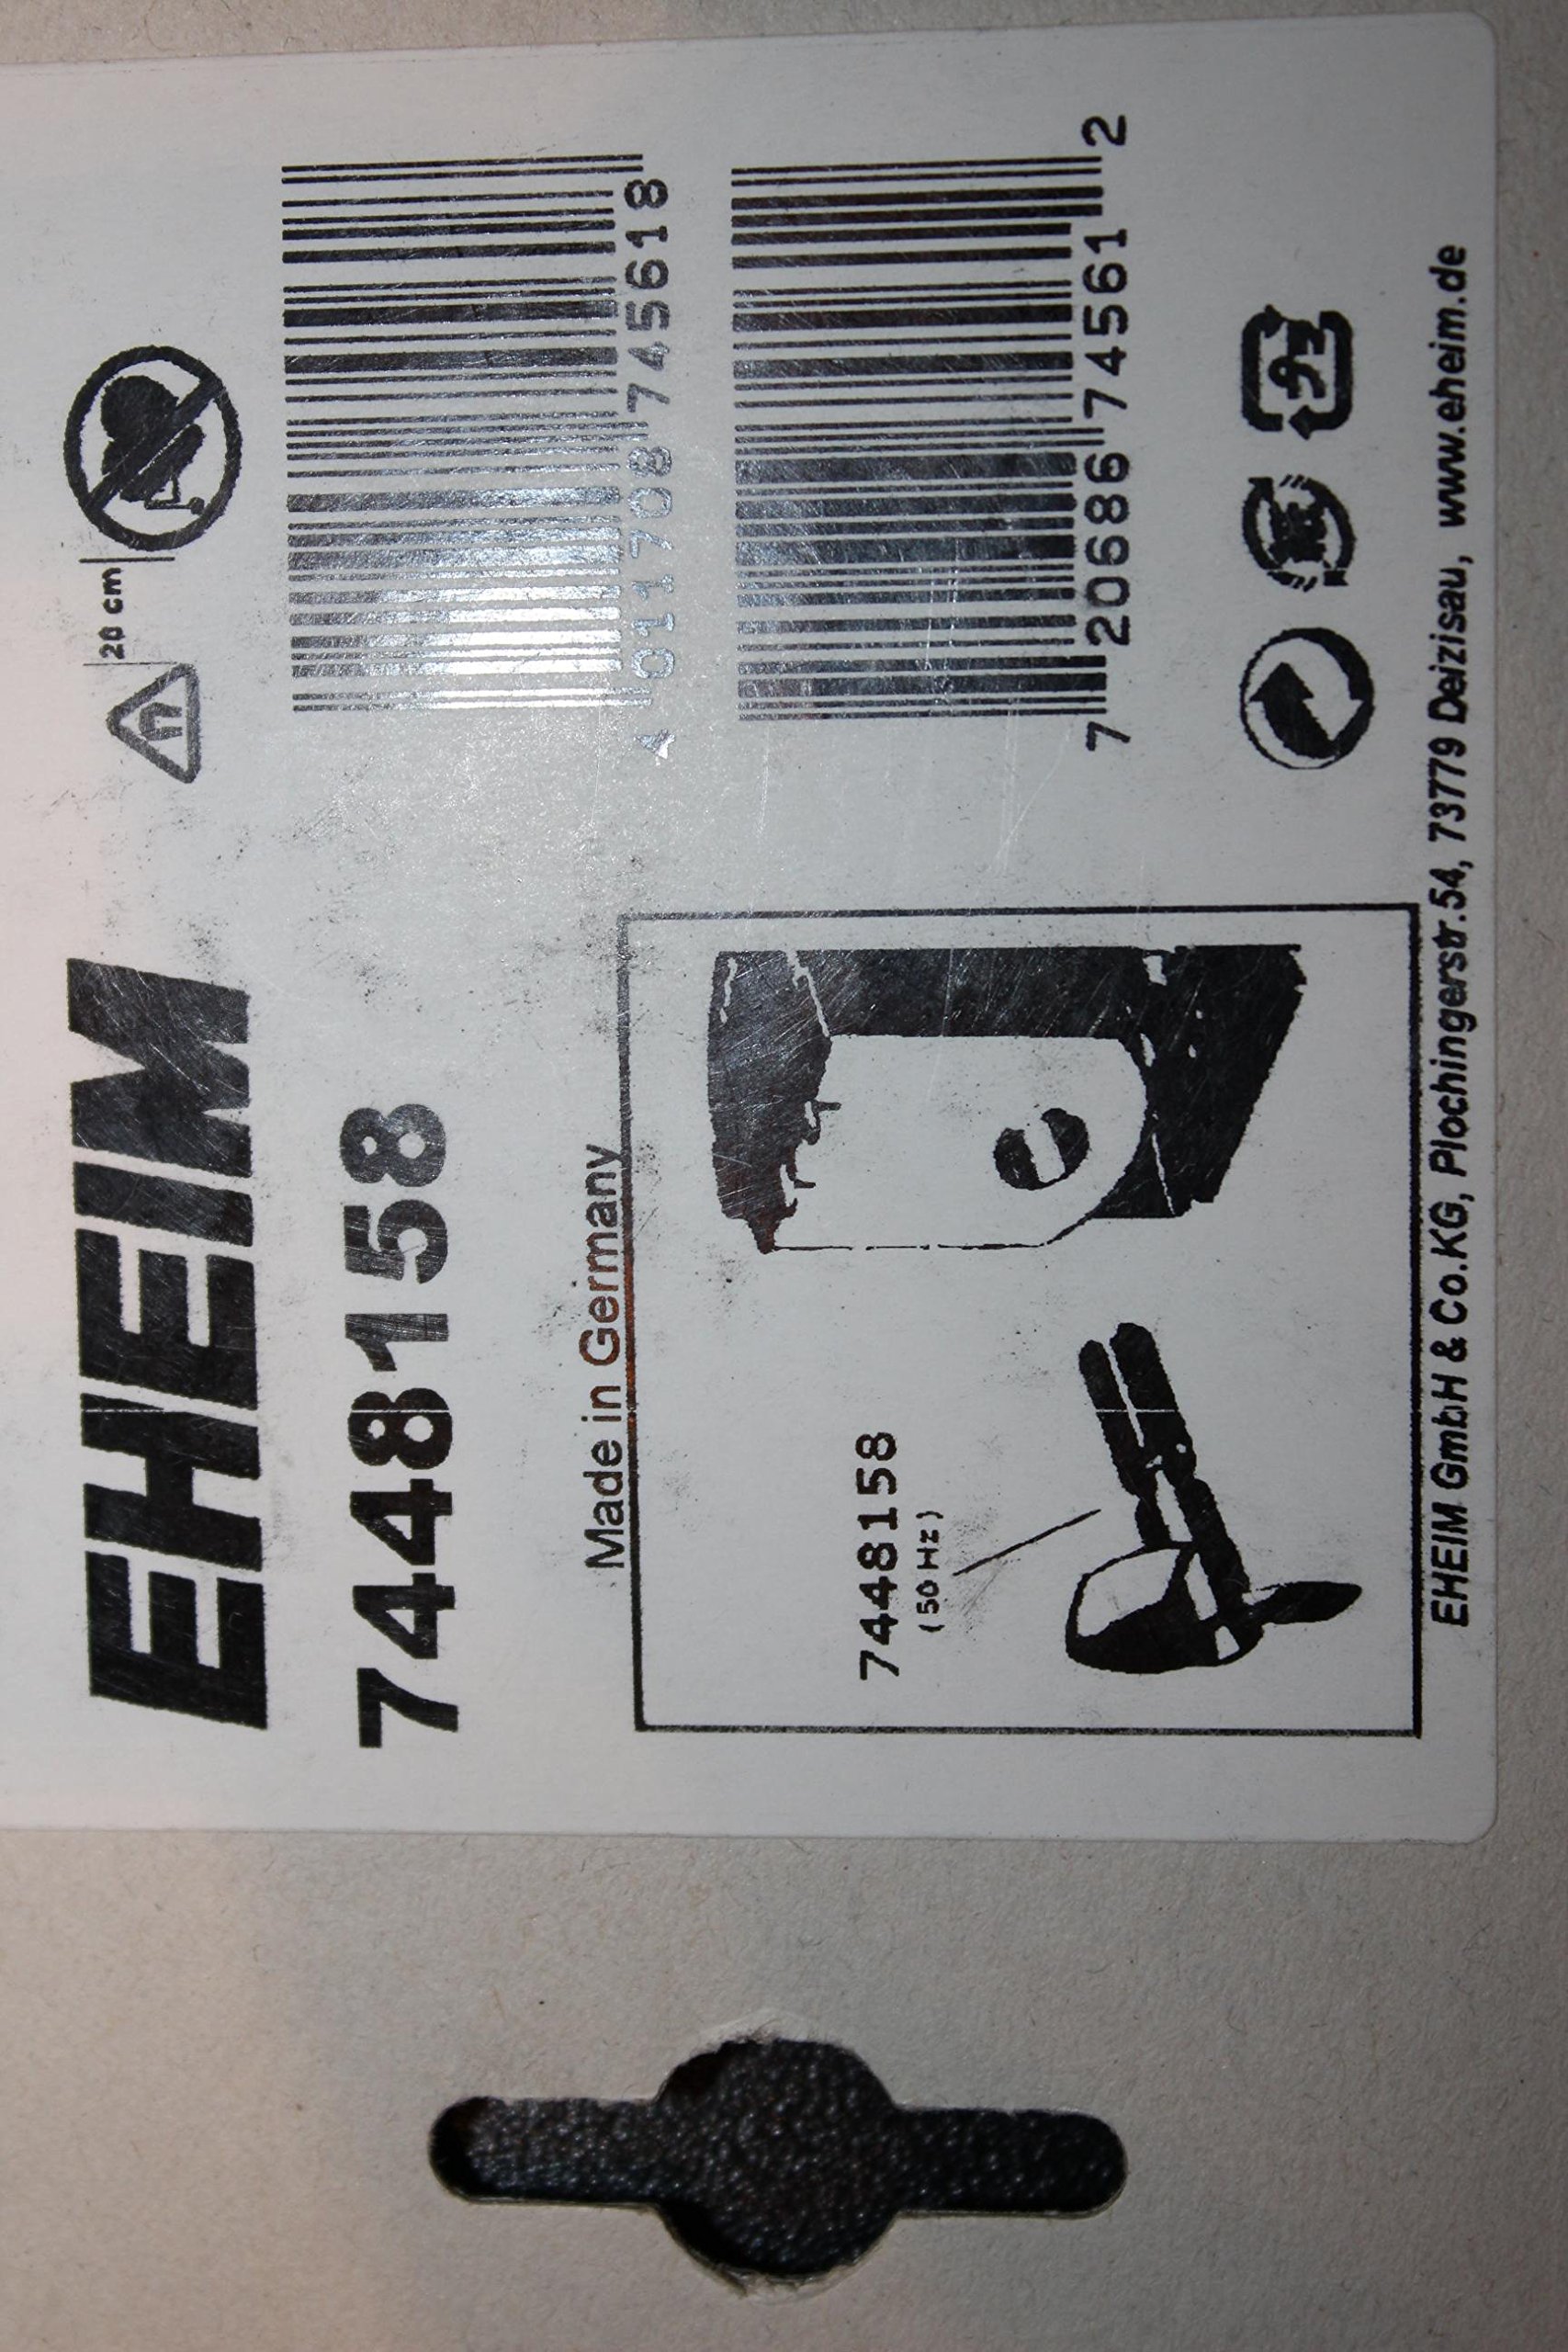 EHEIM
7448158
Made in Germany
7448158
(50 Hz)
20 cm
4 011708 745618
7 20686 74561 2
EHEIM GmbH & Co.KG, Plochingerstr.54, 73779 Deizisau, www.eheim.de